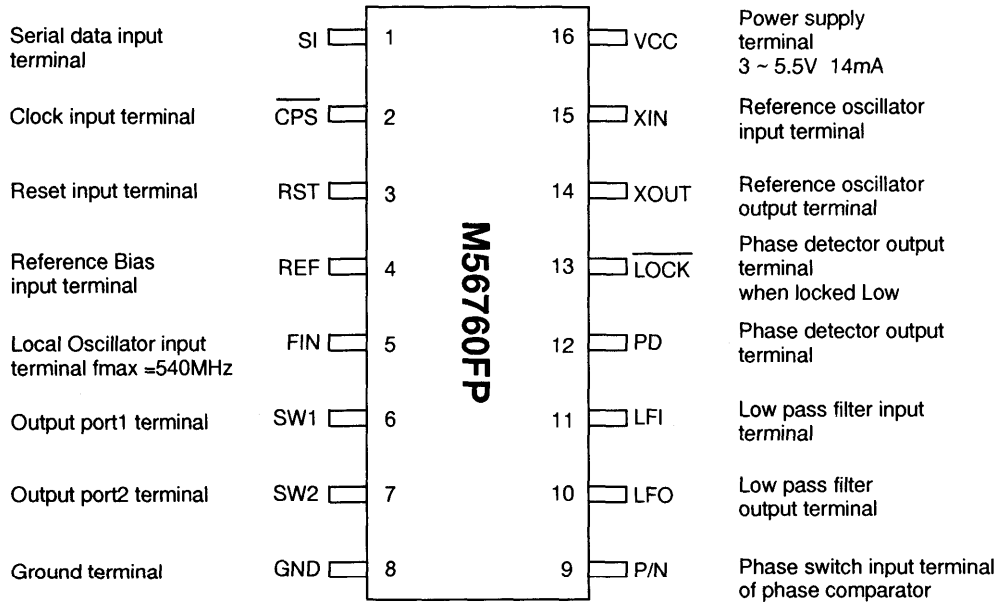 Serial data input
terminal
SI
1
16
VCC
Power supply
terminal
3 ~ 5.5V 14mA
Clock input terminal
CPS
2
15
XIN
Reference oscillator
input terminal
Reset input terminal
RST
3
14
XOUT
Reference oscillator
output terminal
Reference Bias
input terminal
REF
4
13
LOCK
Phase detector output
terminal
when locked Low
Local Oscillator input
terminal fmax =540MHz
FIN
5
12
PD
Phase detector output
terminal
Output port1 terminal
SW1
6
11
LFI
Low pass filter input
terminal
Output port2 terminal
SW2
7
10
LFO
Low pass filter
output terminal
Ground terminal
GND
8
9
P/N
Phase switch input terminal
of phase comparator
M56760FP